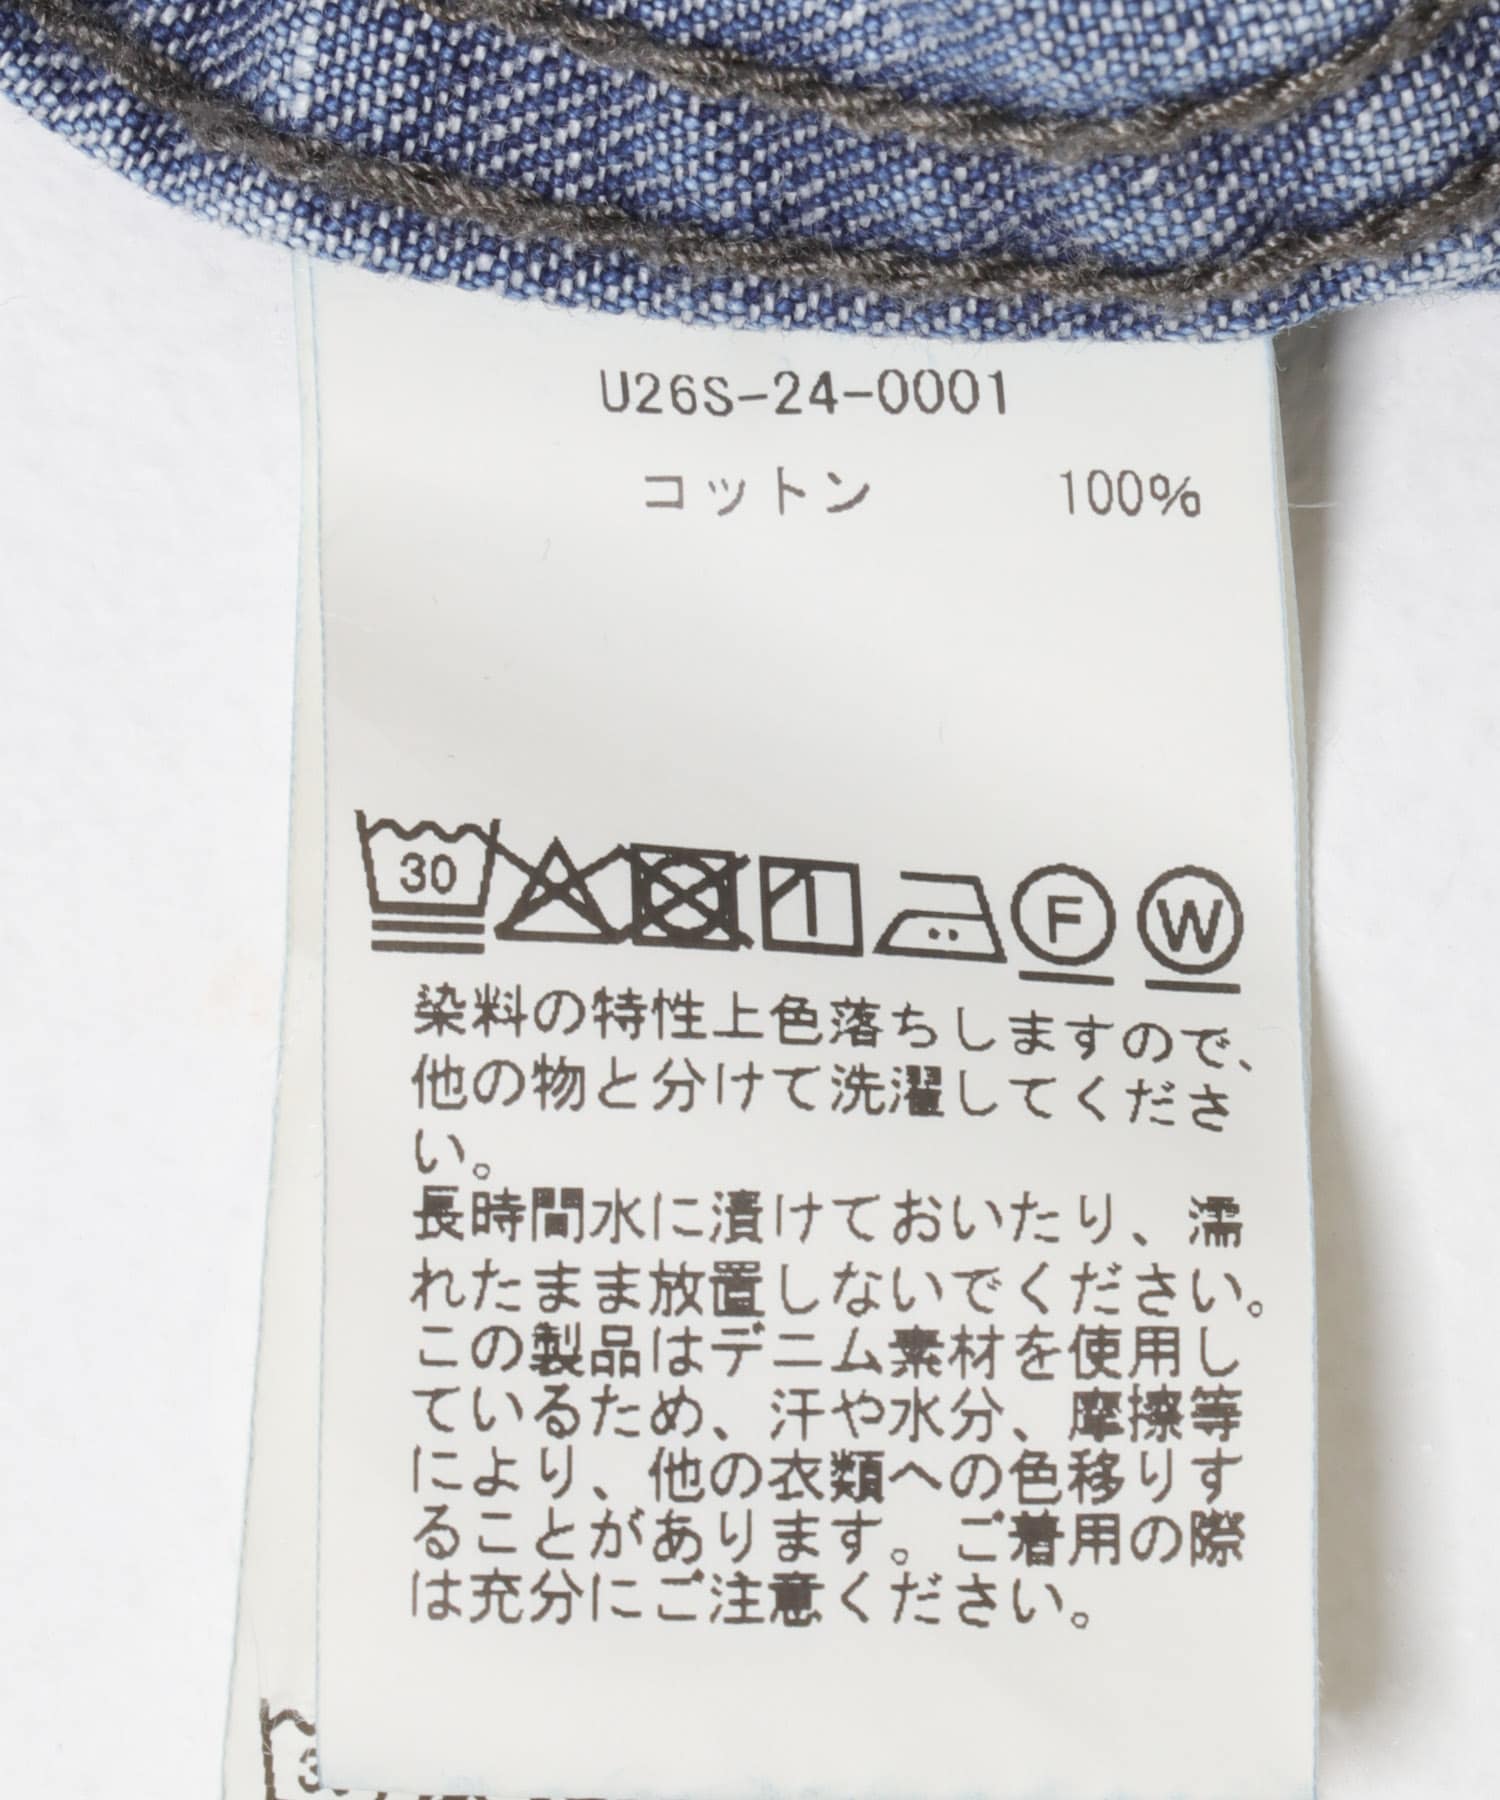 U26S-24-0001
コットン 100%
30 F W
染料の特性上色落ちしますので、
他の物と分けて洗濯してくださ
い。
長時間水に漬けておいたり、濡
れたまま放置しないでください。
この製品はデニム素材を使用し
ているため、汗や水分、摩擦等
により、他の衣類への色移りす
ることがあります。ご着用の際
は充分にご注意ください。